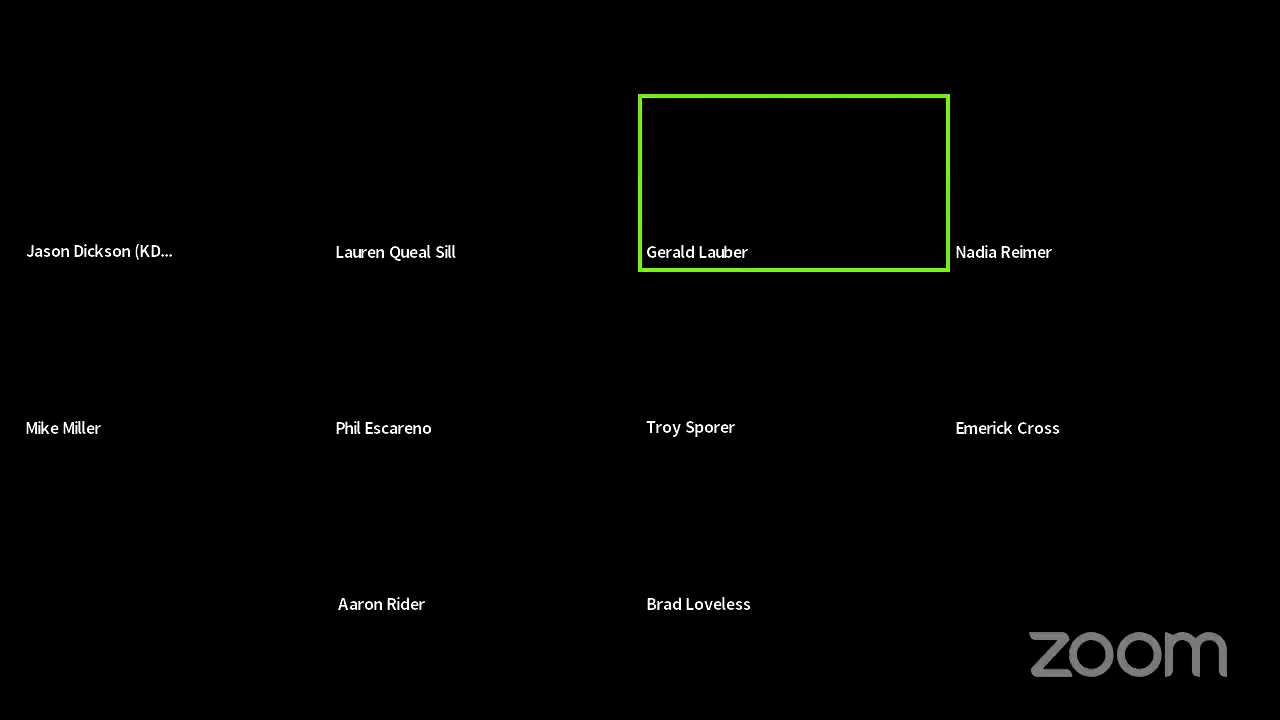 Jason Dickson (KD...
Lauren Queal Sill
Gerald Lauber
Nadia Reimer
Mike Miller
Phil Escareno
Troy Sporer
Emerick Cross
Aaron Rider
Brad Loveless
zoom